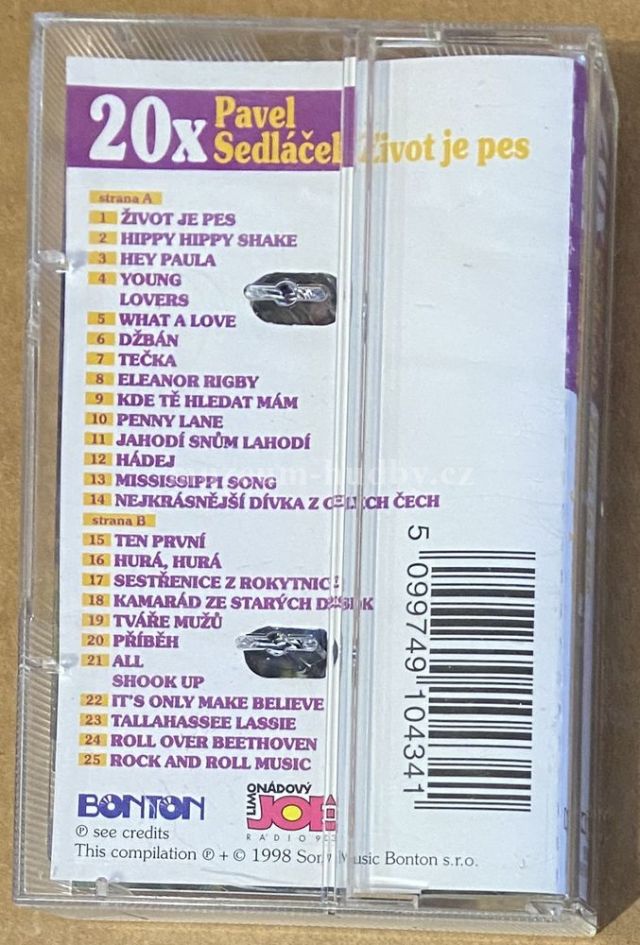 20x Pavel
Sedláček Život je pes
strana A
1 ŽIVOT JE PES
2 HIPPY HIPPY SHAKE
3 HEY PAULA
4 YOUNG
LOVERS
5 WHAT A LOVE
6 DŽBÁN
7 TEČKA
8 ELEANOR RIGBY
9 KDE TĚ HLEDAT MÁM
10 PENNY LANE
11 JAHODÍ SNŮM LAHODÍ
12 HÁDEJ
13 MISSISSIPPI SONG
14 NEJKRÁSNĚJŠÍ DÍVKA Z CELÝCH ČECH
strana B
15 TEN PRVNÍ
16 HURÁ, HURÁ
17 SESTŘENICE Z ROKYTNICE
18 KAMARÁD ZE STARÝCH DESEK
19 TVÁŘE MUŽŮ
20 PŘÍBĚH
21 ALL
SHOOK UP
22 IT'S ONLY MAKE BELIEVE
23 TALLAHASSEE LASSIE
24 ROLL OVER BEETHOVEN
25 ROCK AND ROLL MUSIC
5 099749 104341
BONTON
LIMONÁDOVÝ
JOE
RADIO
℗ see credits
This compilation ℗ + © 1998 Sony Music Bonton s.r.o.